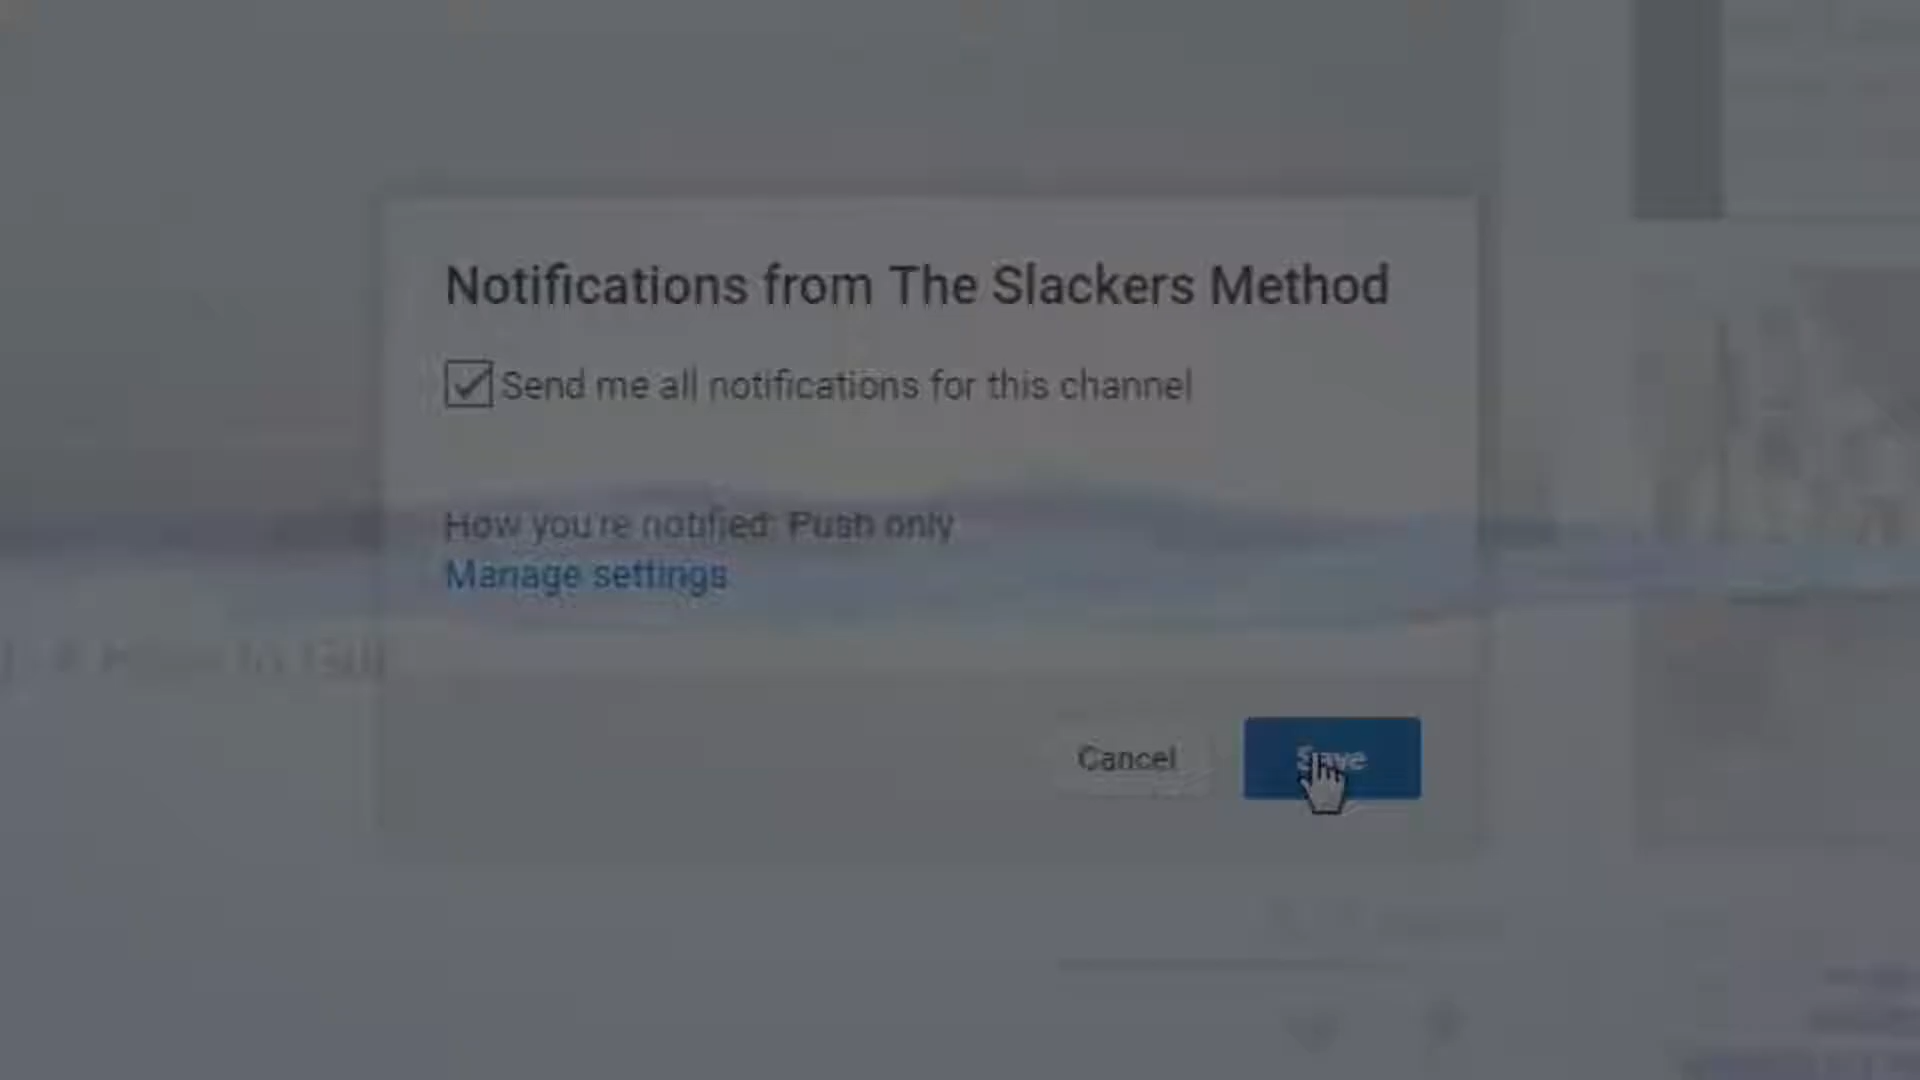 Notifications from The Slackers Method
Send me all notifications for this channel
How you're notified: Push only
Manage settings
Cancel
Save